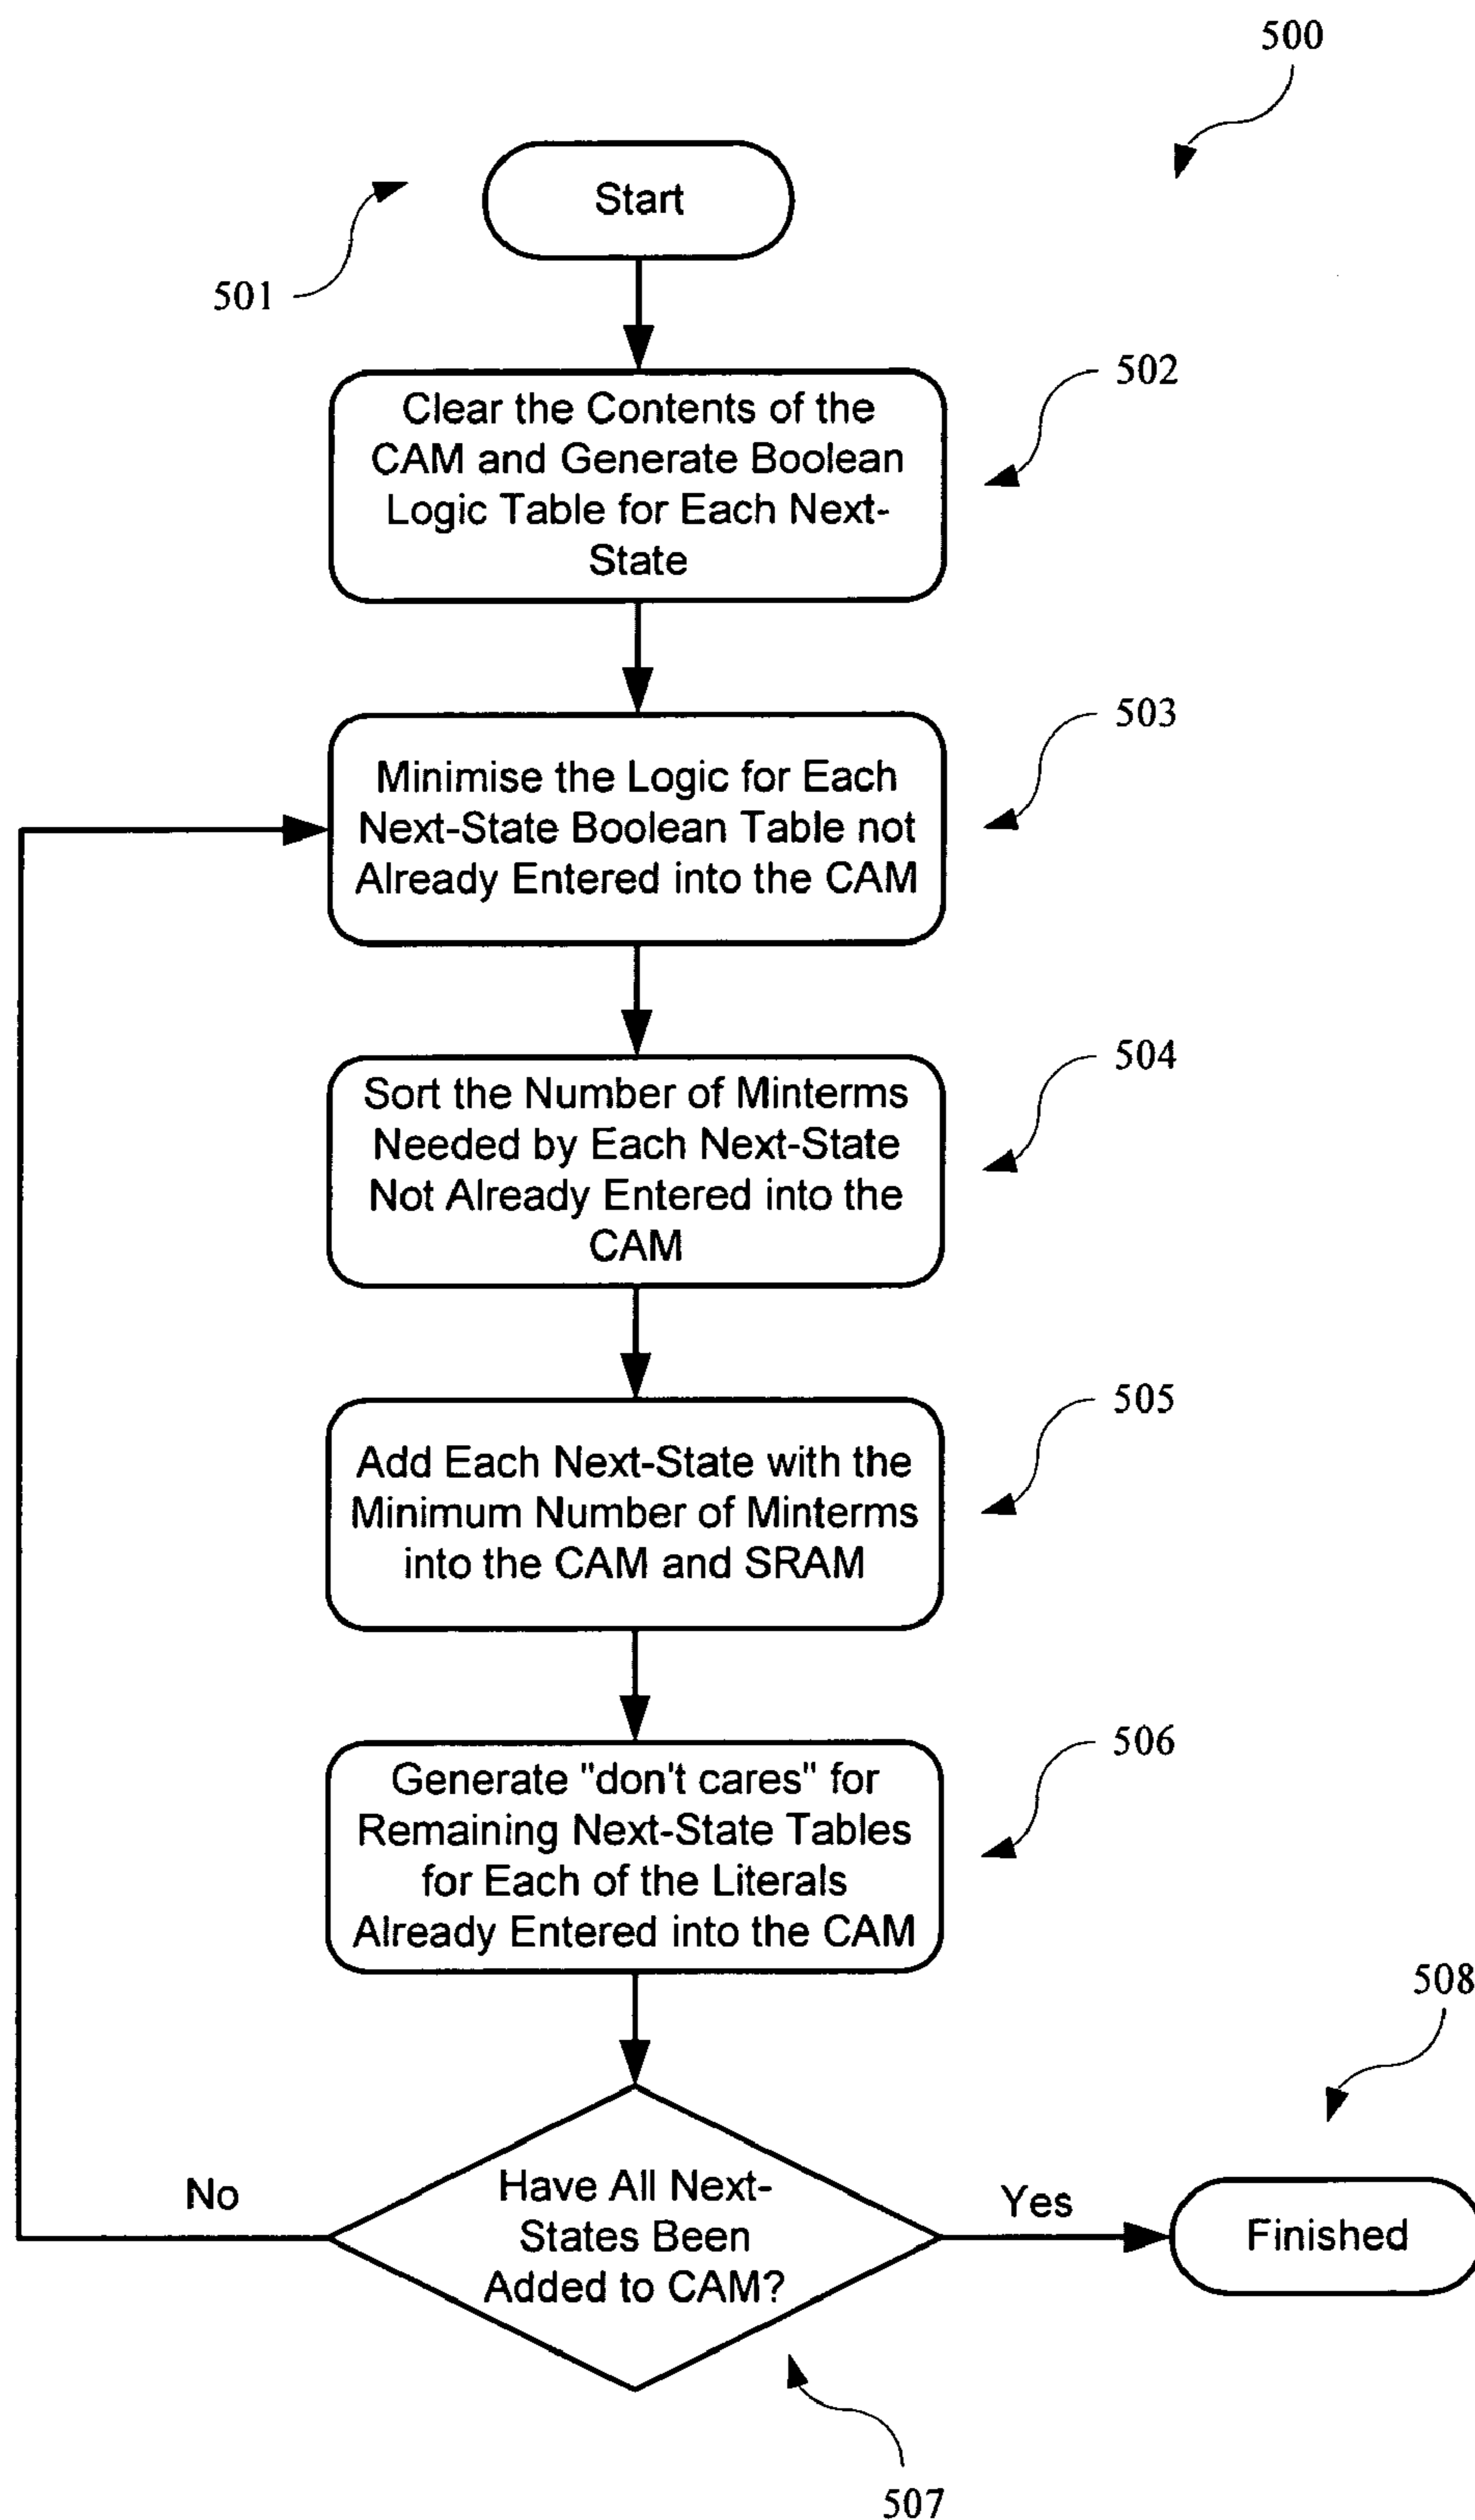 500
Start
501
502
Clear the Contents of the
CAM and Generate Boolean
Logic Table for Each Next-
State
503
Minimise the Logic for Each
Next-State Boolean Table not
Already Entered into the CAM
504
Sort the Number of Minterms
Needed by Each Next-State
Not Already Entered into the
CAM
505
Add Each Next-State with the
Minimum Number of Minterms
into the CAM and SRAM
506
Generate "don't cares" for
Remaining Next-State Tables
for Each of the Literals
Already Entered into the CAM
508
No
Have All Next-
States Been
Added to CAM?
Yes
Finished
507